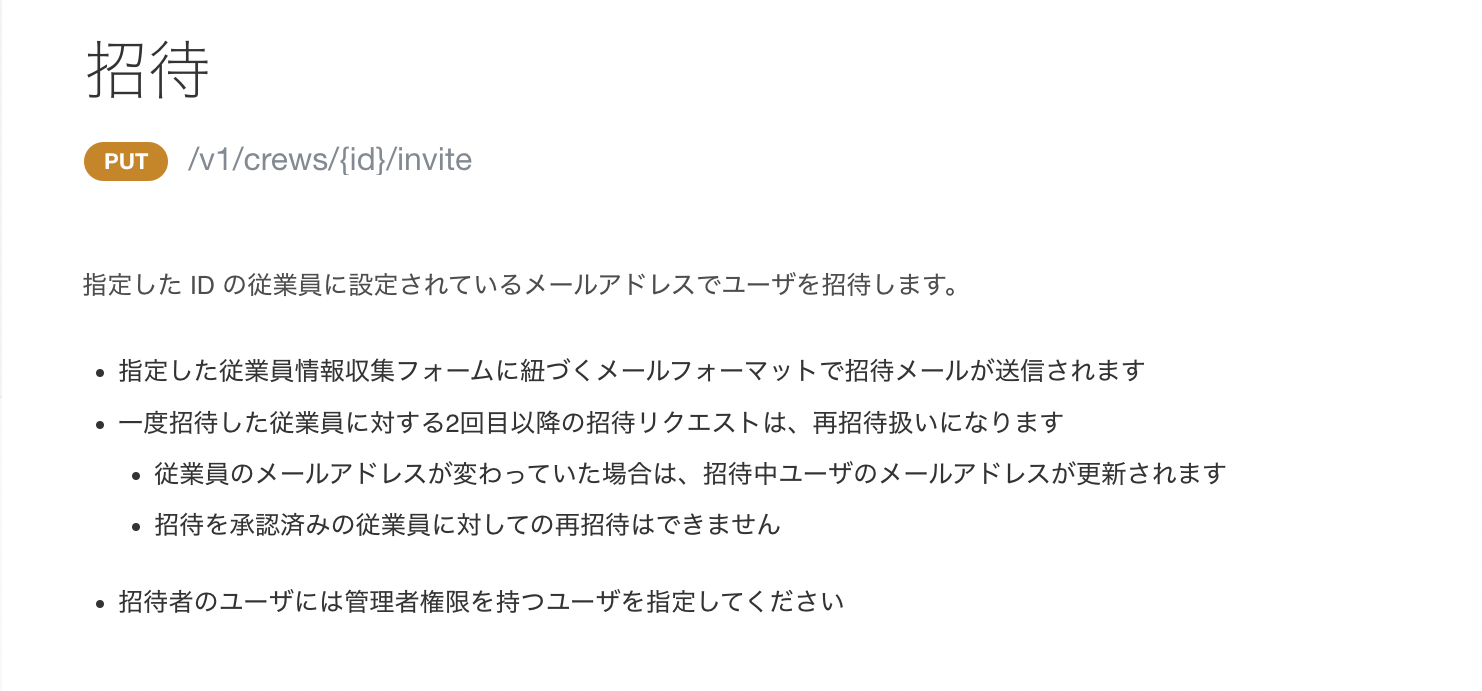 招待
PUT /v1/crews/{id}/invite
指定した ID の従業員に設定されているメールアドレスでユーザを招待します。
• 指定した従業員情報収集フォームに紐づくメールフォーマットで招待メールが送信されます
• 一度招待した従業員に対する2回目以降の招待リクエストは、再招待扱いになります
• 従業員のメールアドレスが変わっていた場合は、招待中ユーザのメールアドレスが更新されます
• 招待を承認済みの従業員に対しての再招待はできません
• 招待者のユーザには管理者権限を持つユーザを指定してください